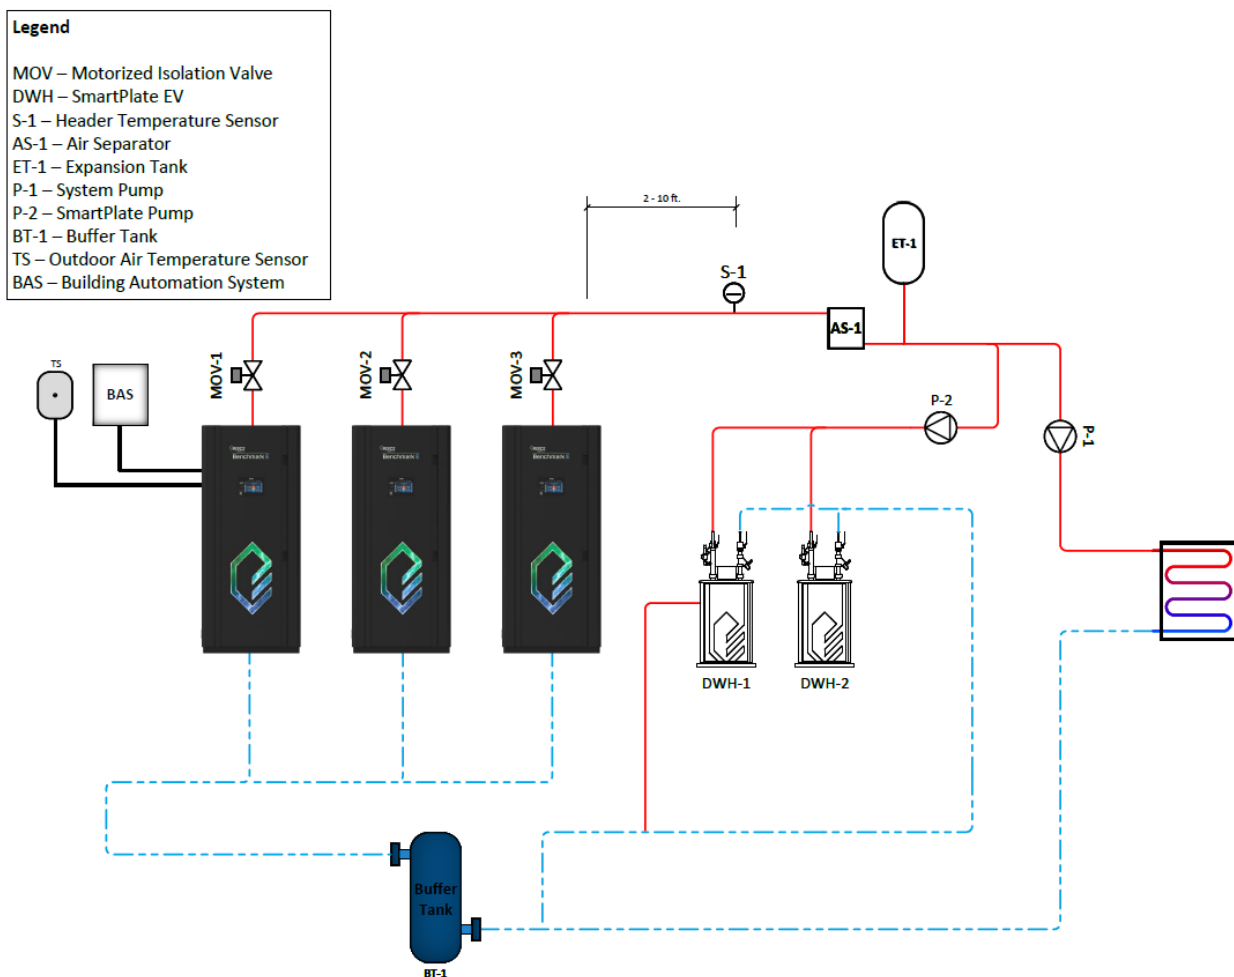 Legend
MOV – Motorized Isolation Valve
DWH – SmartPlate EV
S-1 – Header Temperature Sensor
AS-1 – Air Separator
ET-1 – Expansion Tank
P-1 – System Pump
P-2 – SmartPlate Pump
BT-1 – Buffer Tank
TS – Outdoor Air Temperature Sensor
BAS – Building Automation System
2 - 10 ft.
ET-1
S-1
AS-1
TS
BAS
MOV-1
MOV-2
MOV-3
P-2
P-1
Benchmark
Benchmark
Benchmark
DWH-1
DWH-2
Buffer
Tank
BT-1